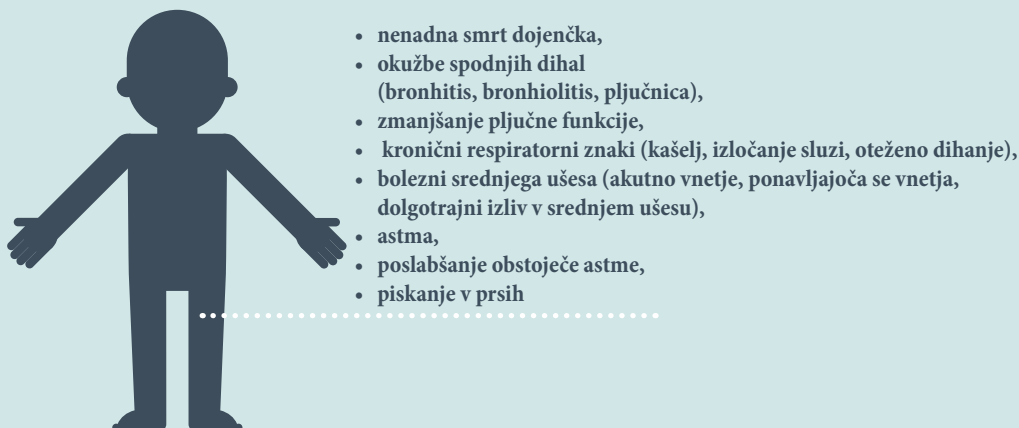 • nenadna smrt dojenčka,
• okužbe spodnjih dihal
(bronhitis, bronhiolitis, pljučnica),
• zmanjšanje pljučne funkcije,
• kronični respiratorni znaki (kašelj, izločanje sluzi, oteženo dihanje),
• bolezni srednjega ušesa (akutno vnetje, ponavljajoča se vnetja,
dolgotrajni izliv v srednjem ušesu),
• astma,
• poslabšanje obstoječe astme,
• piskanje v prsih